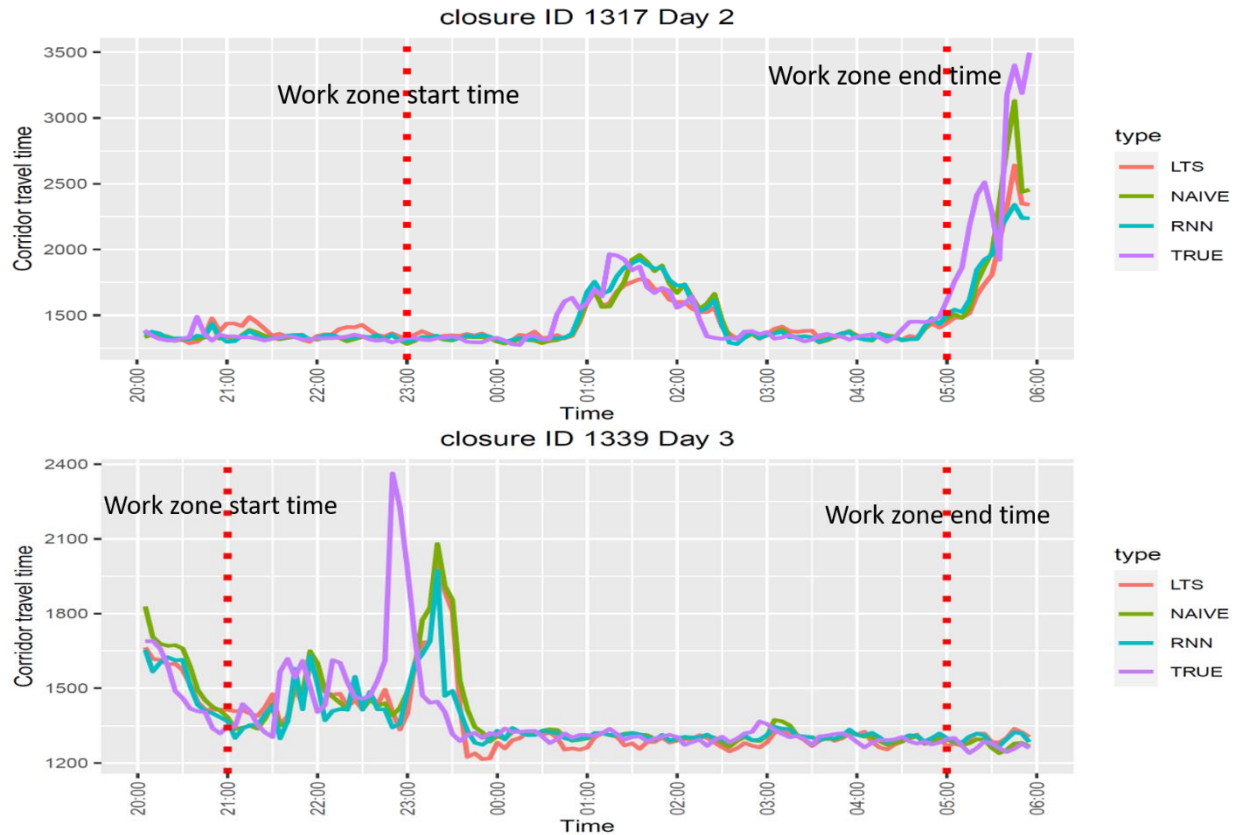 closure ID 1317 Day 2
3500
3000
2500
2000
1500
Corridor travel time
Work zone start time
Work zone end time
20:00
21:00
22:00
23:00
00:00
01:00
02:00
03:00
04:00
05:00
06:00
Time
type
LTS
NAIVE
RNN
TRUE
closure ID 1339 Day 3
2400
2100
1800
1500
1200
Corridor travel time
Work zone start time
Work zone end time
20:00
21:00
22:00
23:00
00:00
01:00
02:00
03:00
04:00
05:00
06:00
Time
type
LTS
NAIVE
RNN
TRUE